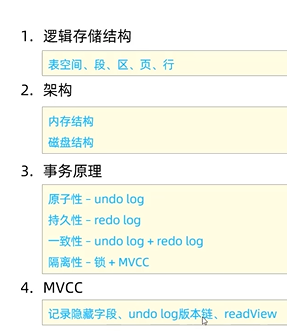 1. 逻辑存储结构
表空间、段、区、页、行
2. 架构
内存结构
磁盘结构
3. 事务原理
原子性 - undo log
持久性 - redo log
一致性 - undo log + redo log
隔离性 - 锁 + MVCC
4. MVCC
记录隐藏字段、undo log版本链、readView